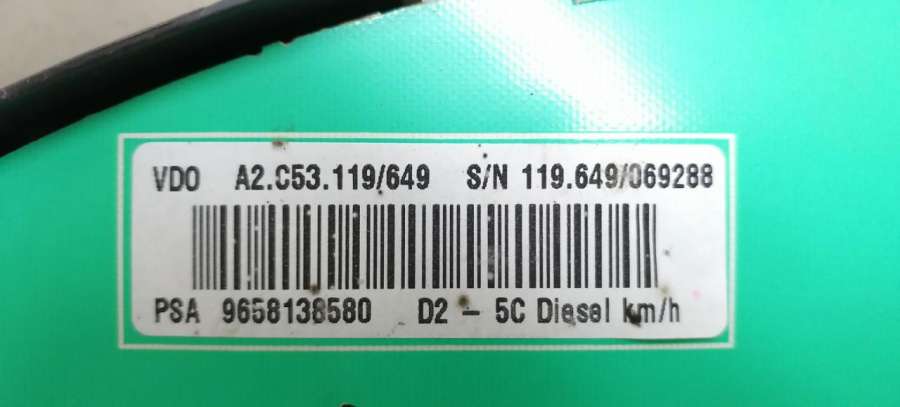 VDO A2.C53.119/649 S/N 119.649/069288
PSA 9658138580 D2 - 5C Diesel km/h